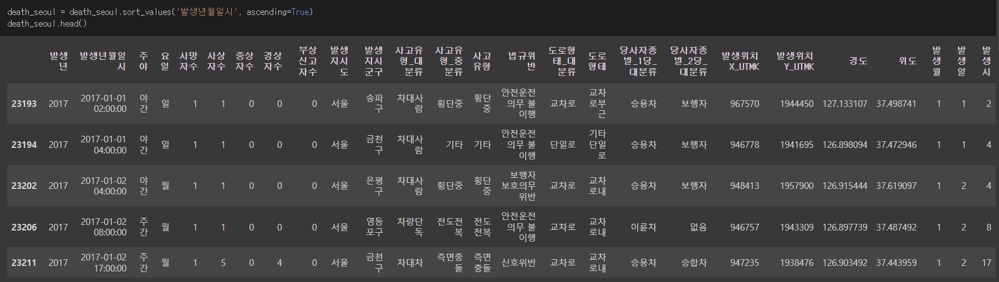 death_seoul = death_seoul.sort_values('발생년월일시', ascending=True)
death_seoul.head()
발생년 발생년월일시 주야 요일 사망자수 사상자수 중상자수 경상자수 부상신고자수 발생지시도 발생지시군구 사고유형_대분류 사고유형_중분류 사고유형 법규위반 도로형태_대분류 도로형태 당사자종별_1당_대분류 당사자종별_2당_대분류 발생위치X_UTMK 발생위치Y_UTMK 경도 위도 발생월 발생일 발생시
23193 2017 2017-01-01 02:00:00 야간 일 1 1 0 0 0 서울 송파구 차대사람 횡단중 횡단중 안전운전 의무 불이행 교차로 교차로부근 승용차 보행자 967570 1944450 127.133107 37.498741 1 1 2
23194 2017 2017-01-01 04:00:00 야간 일 1 1 0 0 0 서울 금천구 차대사람 기타 기타 안전운전 의무 불이행 단일로 기타단일로 승용차 보행자 946778 1941695 126.898094 37.472946 1 1 4
23202 2017 2017-01-02 04:00:00 야간 월 1 1 0 0 0 서울 은평구 차대사람 횡단중 횡단중 보행자 보호의무 위반 교차로 교차로내 승용차 보행자 948413 1957900 126.915444 37.619097 1 2 4
23206 2017 2017-01-02 08:00:00 주간 월 1 1 0 0 0 서울 영등포구 차량단독 전도전복 전도전복 안전운전 의무 불이행 교차로 교차로내 이륜차 없음 946757 1943309 126.897739 37.487492 1 2 8
23211 2017 2017-01-02 17:00:00 주간 월 1 5 0 4 0 서울 금천구 차대차 측면충돌 측면충돌 신호위반 교차로 교차로내 승용차 승합차 947235 1938476 126.903492 37.443959 1 2 17